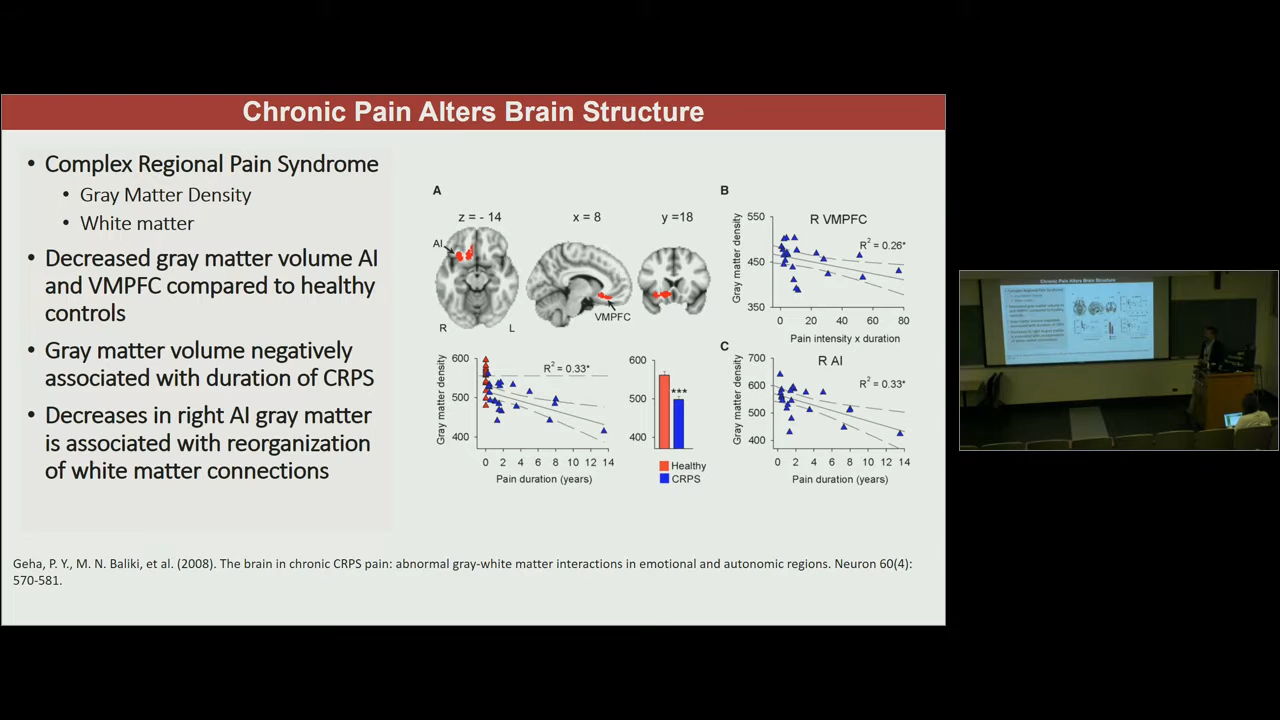 Chronic Pain Alters Brain Structure
• Complex Regional Pain Syndrome
• Gray Matter Density
• White matter
• Decreased gray matter volume AI
and VMPFC compared to healthy
controls
• Gray matter volume negatively
associated with duration of CRPS
• Decreases in right AI gray matter
is associated with reorganization
of white matter connections
A
z = - 14
x = 8
y =18
AI
VMPFC
R
L
Gray matter density
600
500
400
R² = 0.33*
0 2 4 6 8 10 12 14
Pain duration (years)
600
500
400
***
Healthy
CRPS
B
R VMPFC
Gray matter density
550
450
350
R² = 0.26*
0 20 40 60 80
Pain intensity x duration
C
R AI
Gray matter density
700
600
500
400
R² = 0.33*
0 2 4 6 8 10 12 14
Pain duration (years)
Geha, P. Y., M. N. Baliki, et al. (2008). The brain in chronic CRPS pain: abnormal gray-white matter interactions in emotional and autonomic regions. Neuron 60(4):
570-581.
Chronic Pain Alters Brain Structure